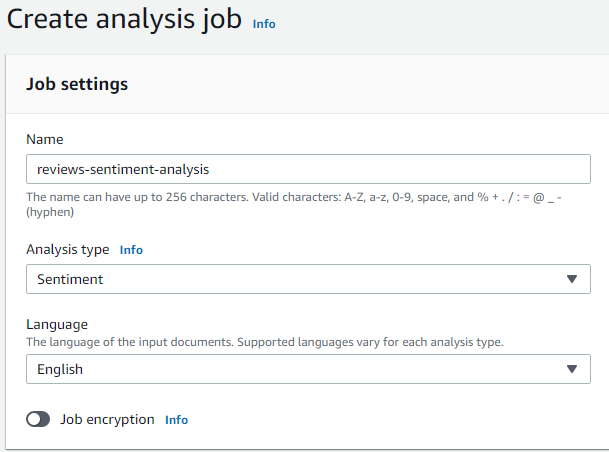 Create analysis job Info
Job settings
Name
reviews-sentiment-analysis
The name can have up to 256 characters. Valid characters: A-Z, a-z, 0-9, space, and % + . / : = @ _ -
(hyphen)
Analysis type Info
Sentiment
Language
The language of the input documents. Supported languages vary for each analysis type.
English
Job encryption Info